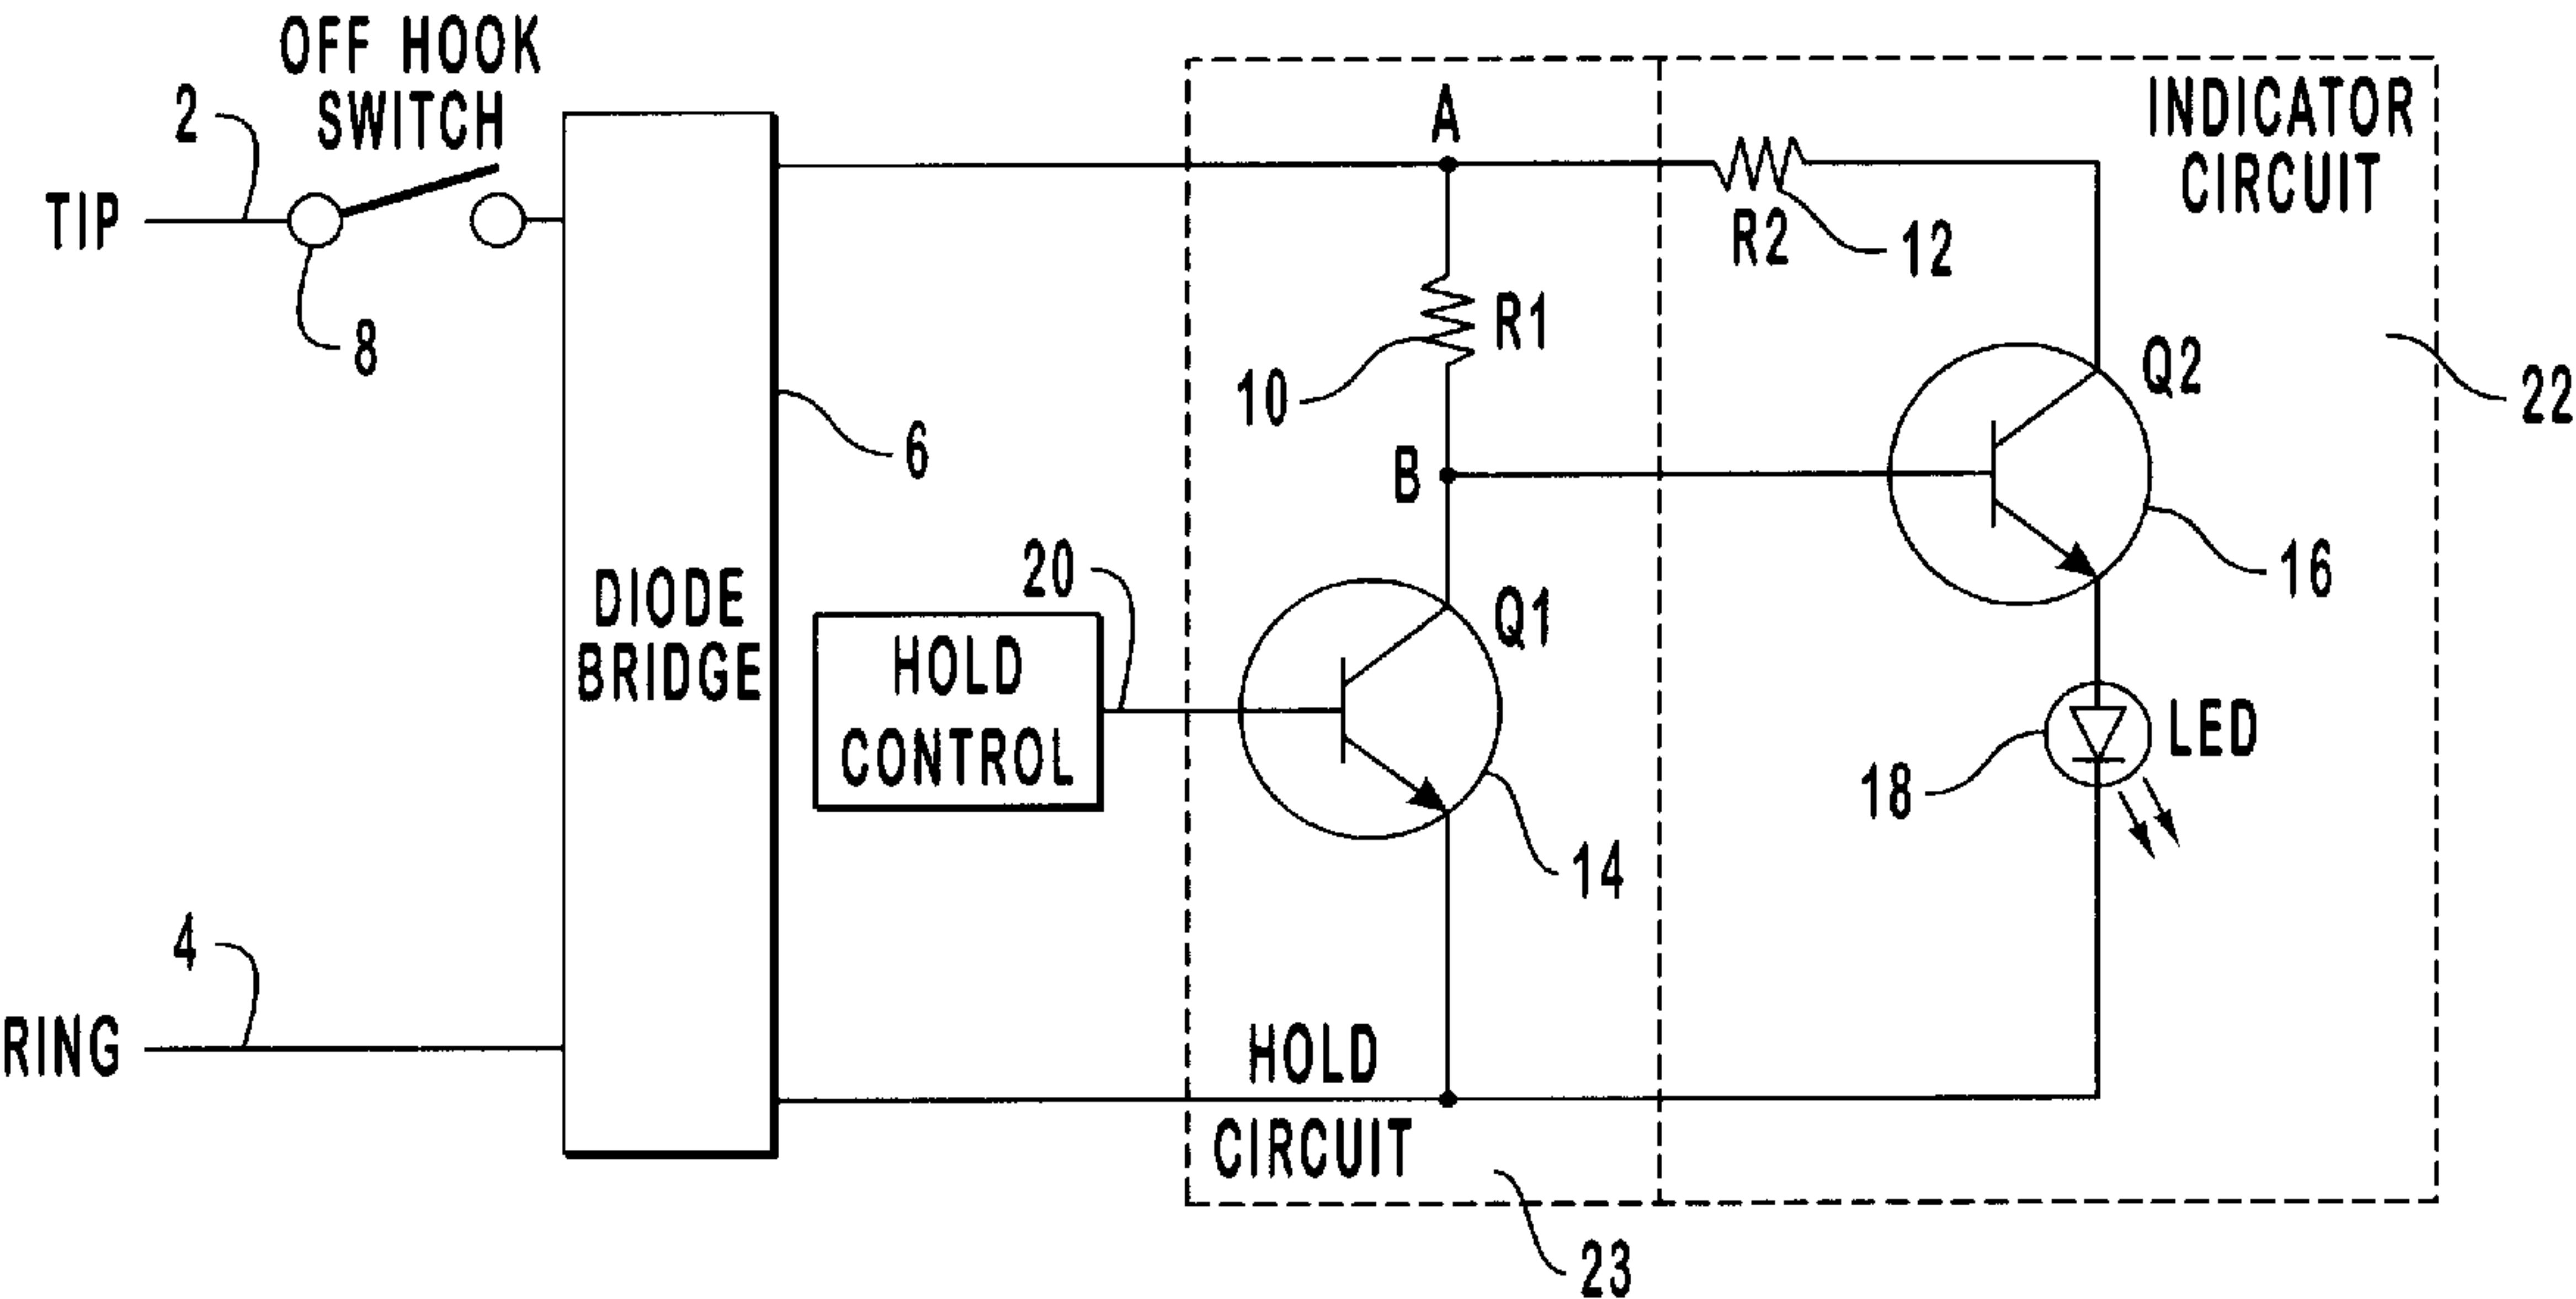 OFF HOOK
SWITCH
2
TIP
8
DIODE
BRIDGE
6
4
RING
HOLD
CONTROL
20
A
R1
10
B
Q1
14
HOLD
CIRCUIT
23
INDICATOR
CIRCUIT
R2
12
Q2
22
16
LED
18